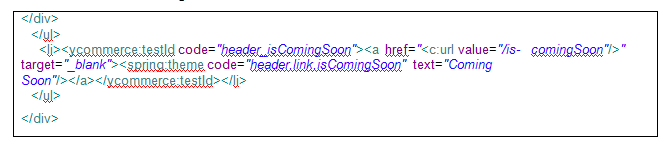 </div>
</ul>
<li><ycommerce:testId code="header_isComingSoon"><a href="<c:url value="/is- comingSoon"/>"
target="_blank"><spring:theme code="header.link.isComingSoon" text="Coming
Soon"/></a></ycommerce:testId></li>
</ul>
</div>